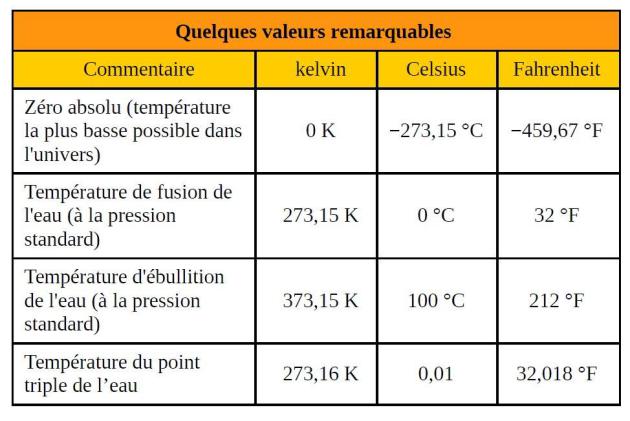 Quelques valeurs remarquables
Commentaire kelvin Celsius Fahrenheit
Zéro absolu (température
la plus basse possible dans
l'univers)
0 K −273,15 °C −459,67 °F
Température de fusion de
l'eau (à la pression
standard)
273,15 K 0 °C 32 °F
Température d'ébullition
de l'eau (à la pression
standard)
373,15 K 100 °C 212 °F
Température du point
triple de l’eau
273,16 K 0,01 32,018 °F